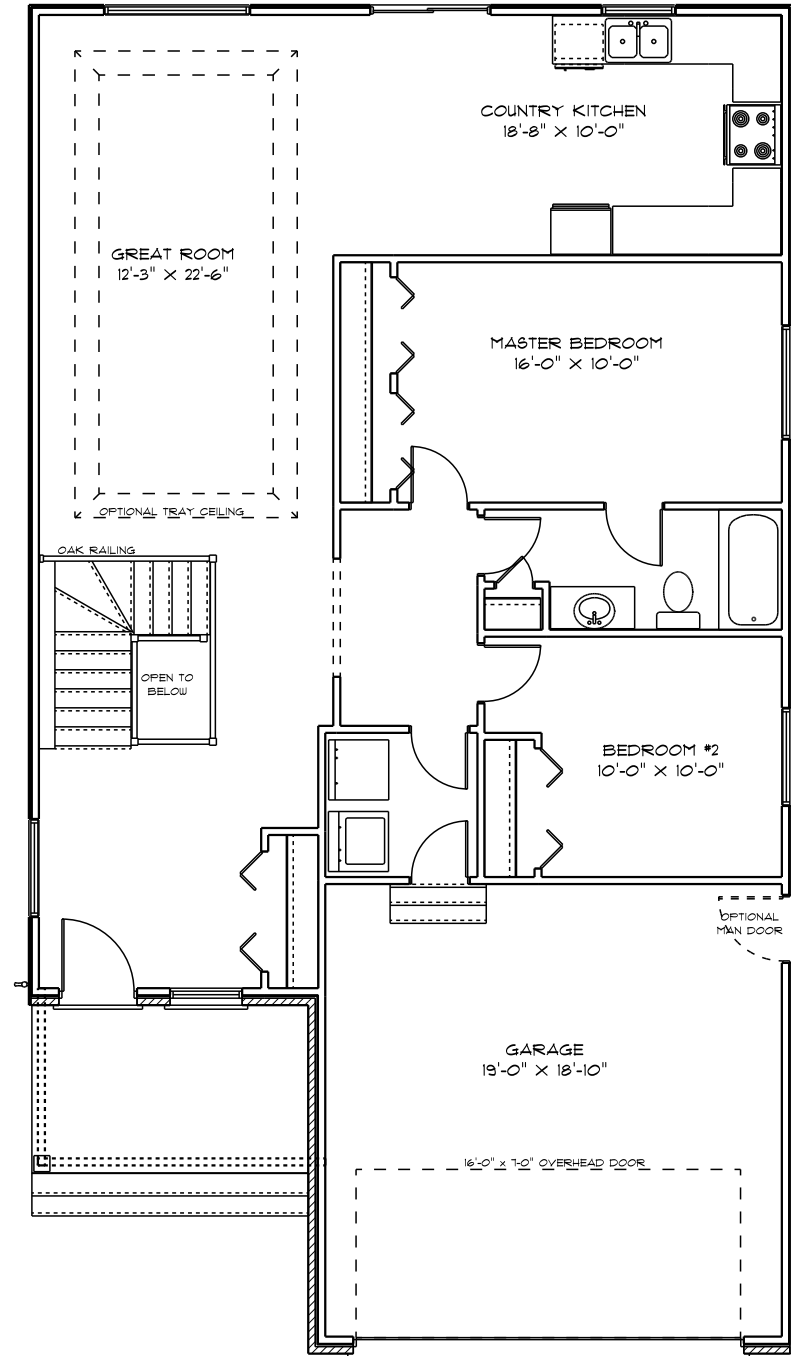 COUNTRY KITCHEN
18'-8" X 10'-0"
GREAT ROOM
12'-3" X 22'-6"
MASTER BEDROOM
16'-0" X 10'-0"
OPTIONAL TRAY CEILING
OAK RAILING
OPEN TO
BELOW
BEDROOM #2
10'-0" X 10'-0"
OPTIONAL
MAN DOOR
GARAGE
19'-0" X 18'-10"
16'-0" x 7'-0" OVERHEAD DOOR